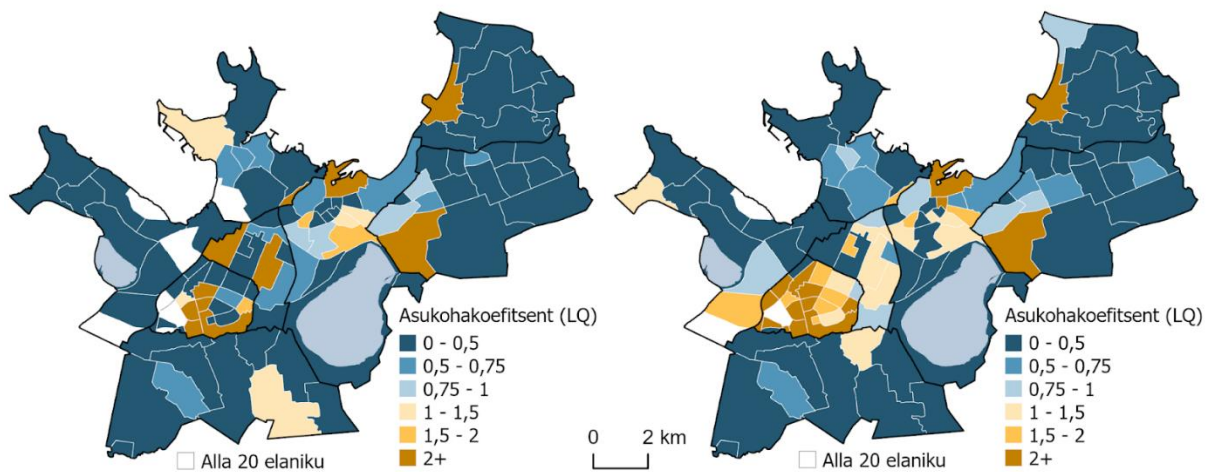 Asukohakoefitsent (LQ)
0 - 0,5
0,5 - 0,75
0,75 - 1
1 - 1,5
1,5 - 2
2+
Alla 20 elaniku
0 2 km
Asukohakoefitsent (LQ)
0 - 0,5
0,5 - 0,75
0,75 - 1
1 - 1,5
1,5 - 2
2+
Alla 20 elaniku